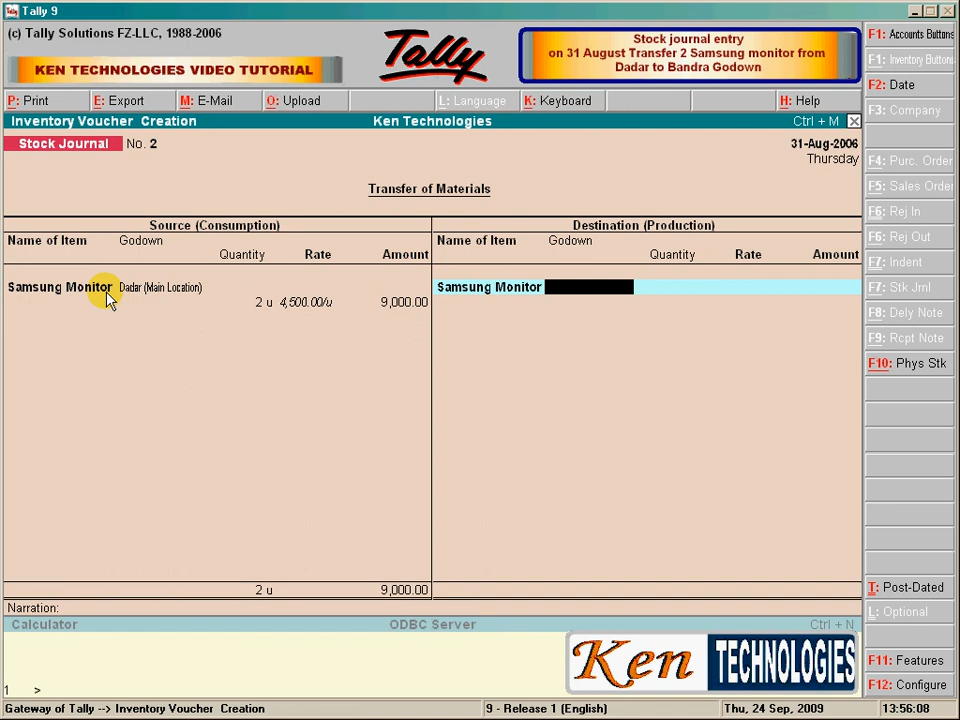 Tally 9
(c) Tally Solutions FZ-LLC, 1988-2006
KEN TECHNOLOGIES VIDEO TUTORIAL
Tally
Stock journal entry
on 31 August Transfer 2 Samsung monitor from
Dadar to Bandra Godown
P: Print
E: Export
M: E-Mail
O: Upload
L: Language
K: Keyboard
H: Help
Inventory Voucher Creation
Ken Technologies
Ctrl + M
Stock Journal No. 2
31-Aug-2006
Thursday
Transfer of Materials
Source (Consumption)
Destination (Production)
Name of Item Godown
Quantity Rate Amount
Name of Item Godown
Quantity Rate Amount
Samsung Monitor Dadar (Main Location)
2 u 4,500.00/u 9,000.00
Samsung Monitor
2 u 9,000.00
Narration:
Calculator
ODBC Server
Ctrl + N
1 >
Ken TECHNOLOGIES
F1: Accounts Buttons
F1: Inventory Buttons
F2: Date
F3: Company
F4: Purc. Order
F5: Sales Order
F6: Rej In
F6: Rej Out
F7: Indent
F7: Stk Jrnl
F8: Dely Note
F9: Rcpt Note
F10: Phys Stk
T: Post-Dated
L: Optional
F11: Features
F12: Configure
Gateway of Tally --> Inventory Voucher Creation
9 - Release 1 (English)
Thu, 24 Sep, 2009
13:56:08